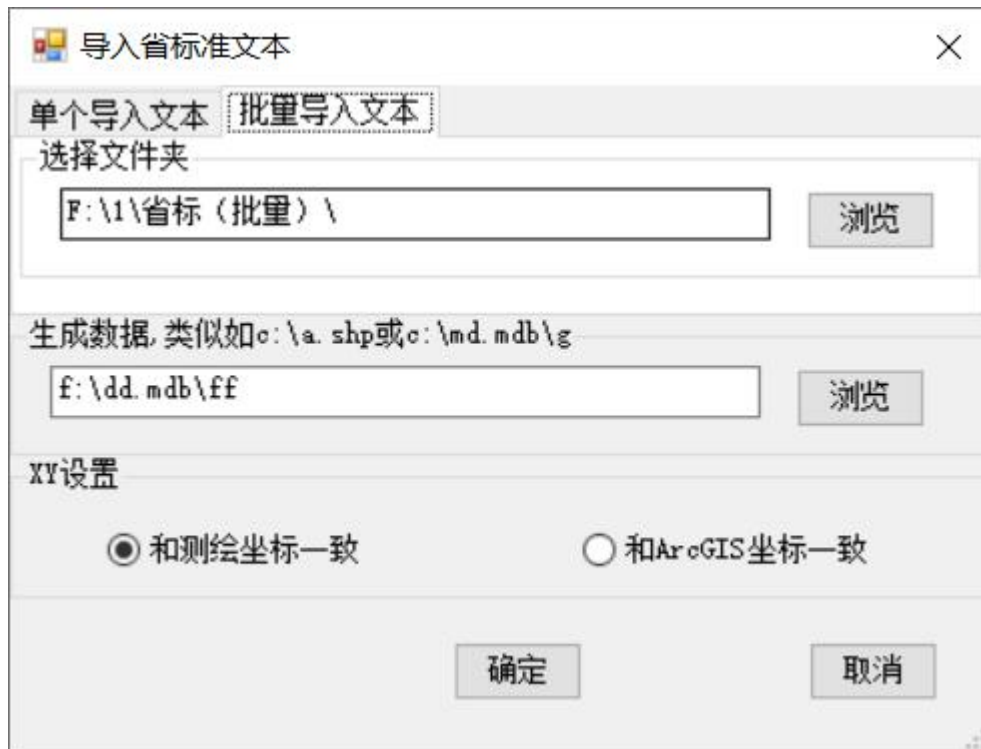 导入省标准文本
单个导入文本 批量导入文本
选择文件夹
F:\1\省标（批量）\
浏览
生成数据,类似如c:\a.shp或c:\md.mdb\g
f:\dd.mdb\ff
浏览
XY设置
和测绘坐标一致 和ArcGIS坐标一致
确定 取消